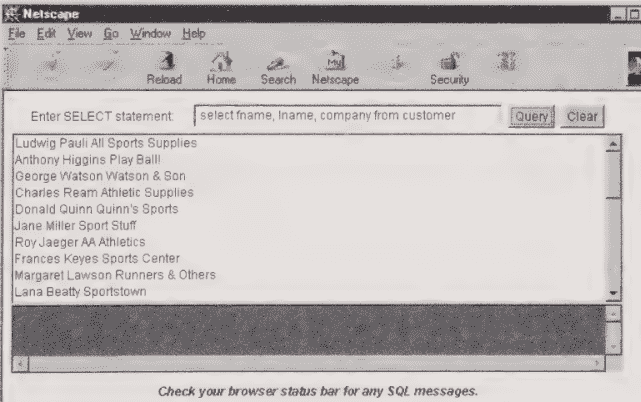 Netscape
File Edit View Go Window Help
Reload Home Search Netscape Security
My
Enter SELECT statement: select fname, lname, company from customer Query Clear
Ludwig Pauli All Sports Supplies
Anthony Higgins Play Ball!
George Watson Watson & Son
Charles Ream Athletic Supplies
Donald Quinn Quinn's Sports
Jane Miller Sport Stuff
Roy Jaeger AA Athletics
Frances Keyes Sports Center
Margaret Lawson Runners & Others
Lana Beatty Sportstown
Check your browser status bar for any SQL messages.